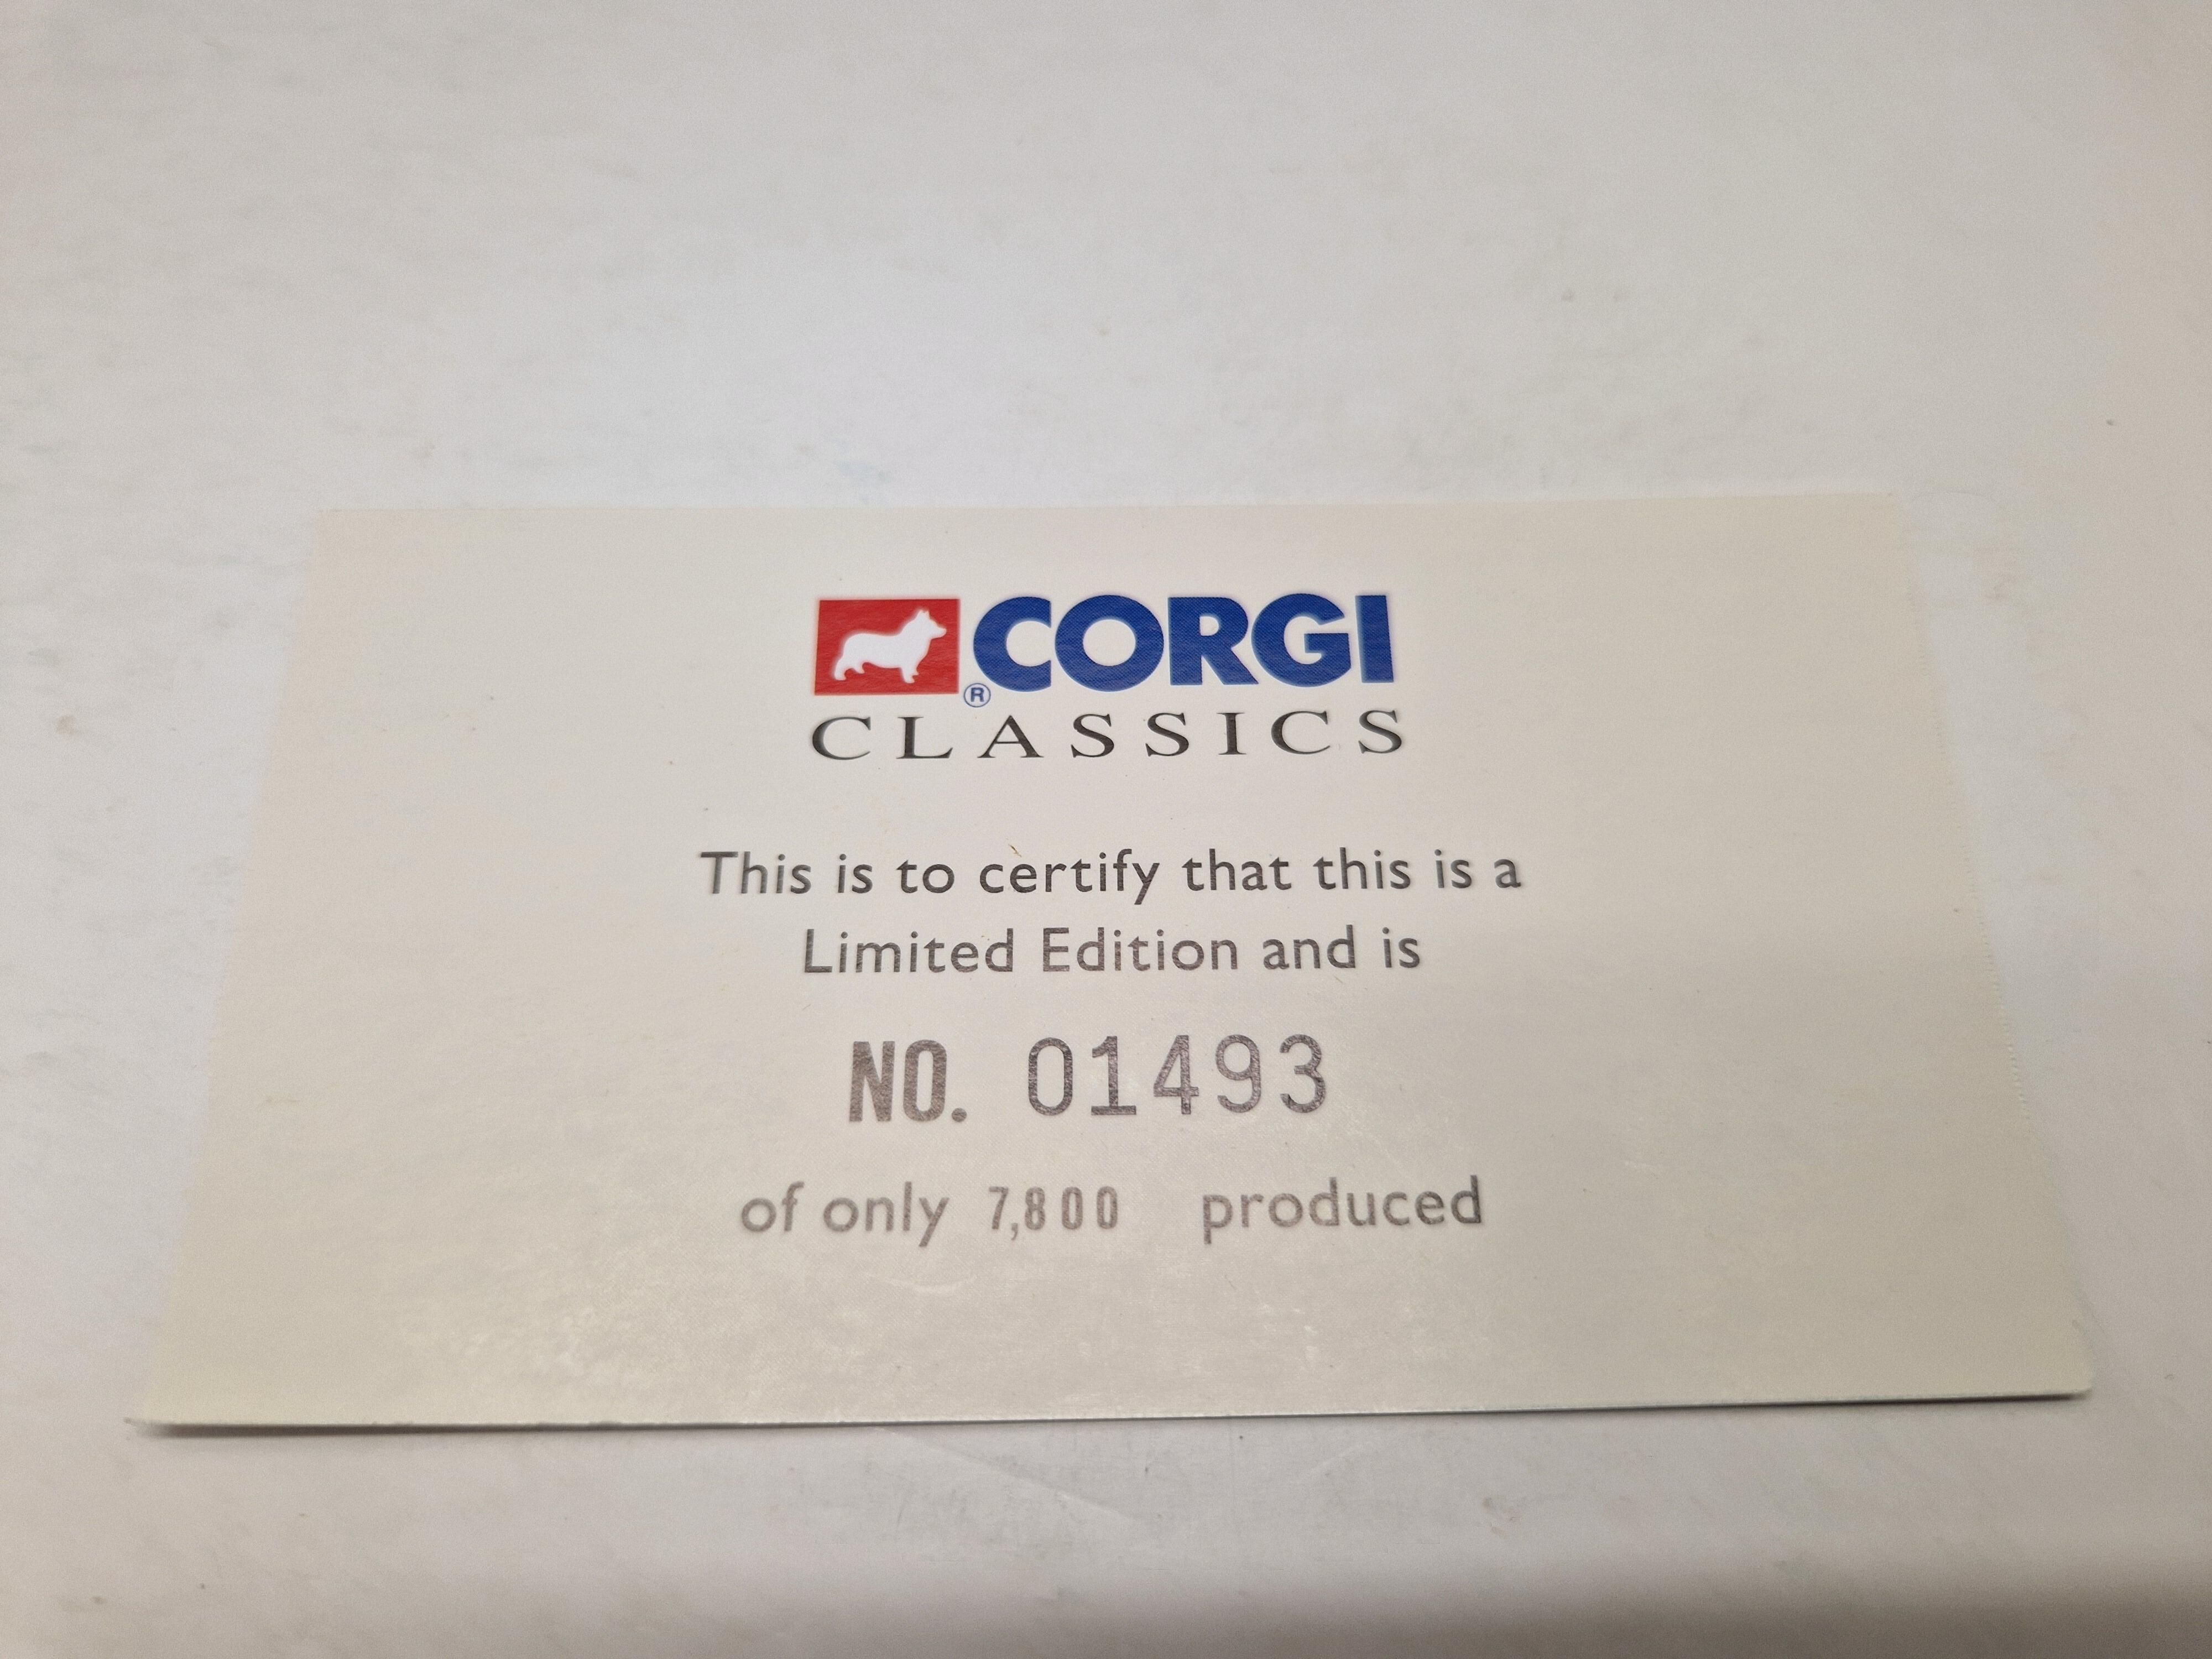 CORGI
®
CLASSICS
This is to certify that this is a
Limited Edition and is
NO. 01493
of only 7,800 produced